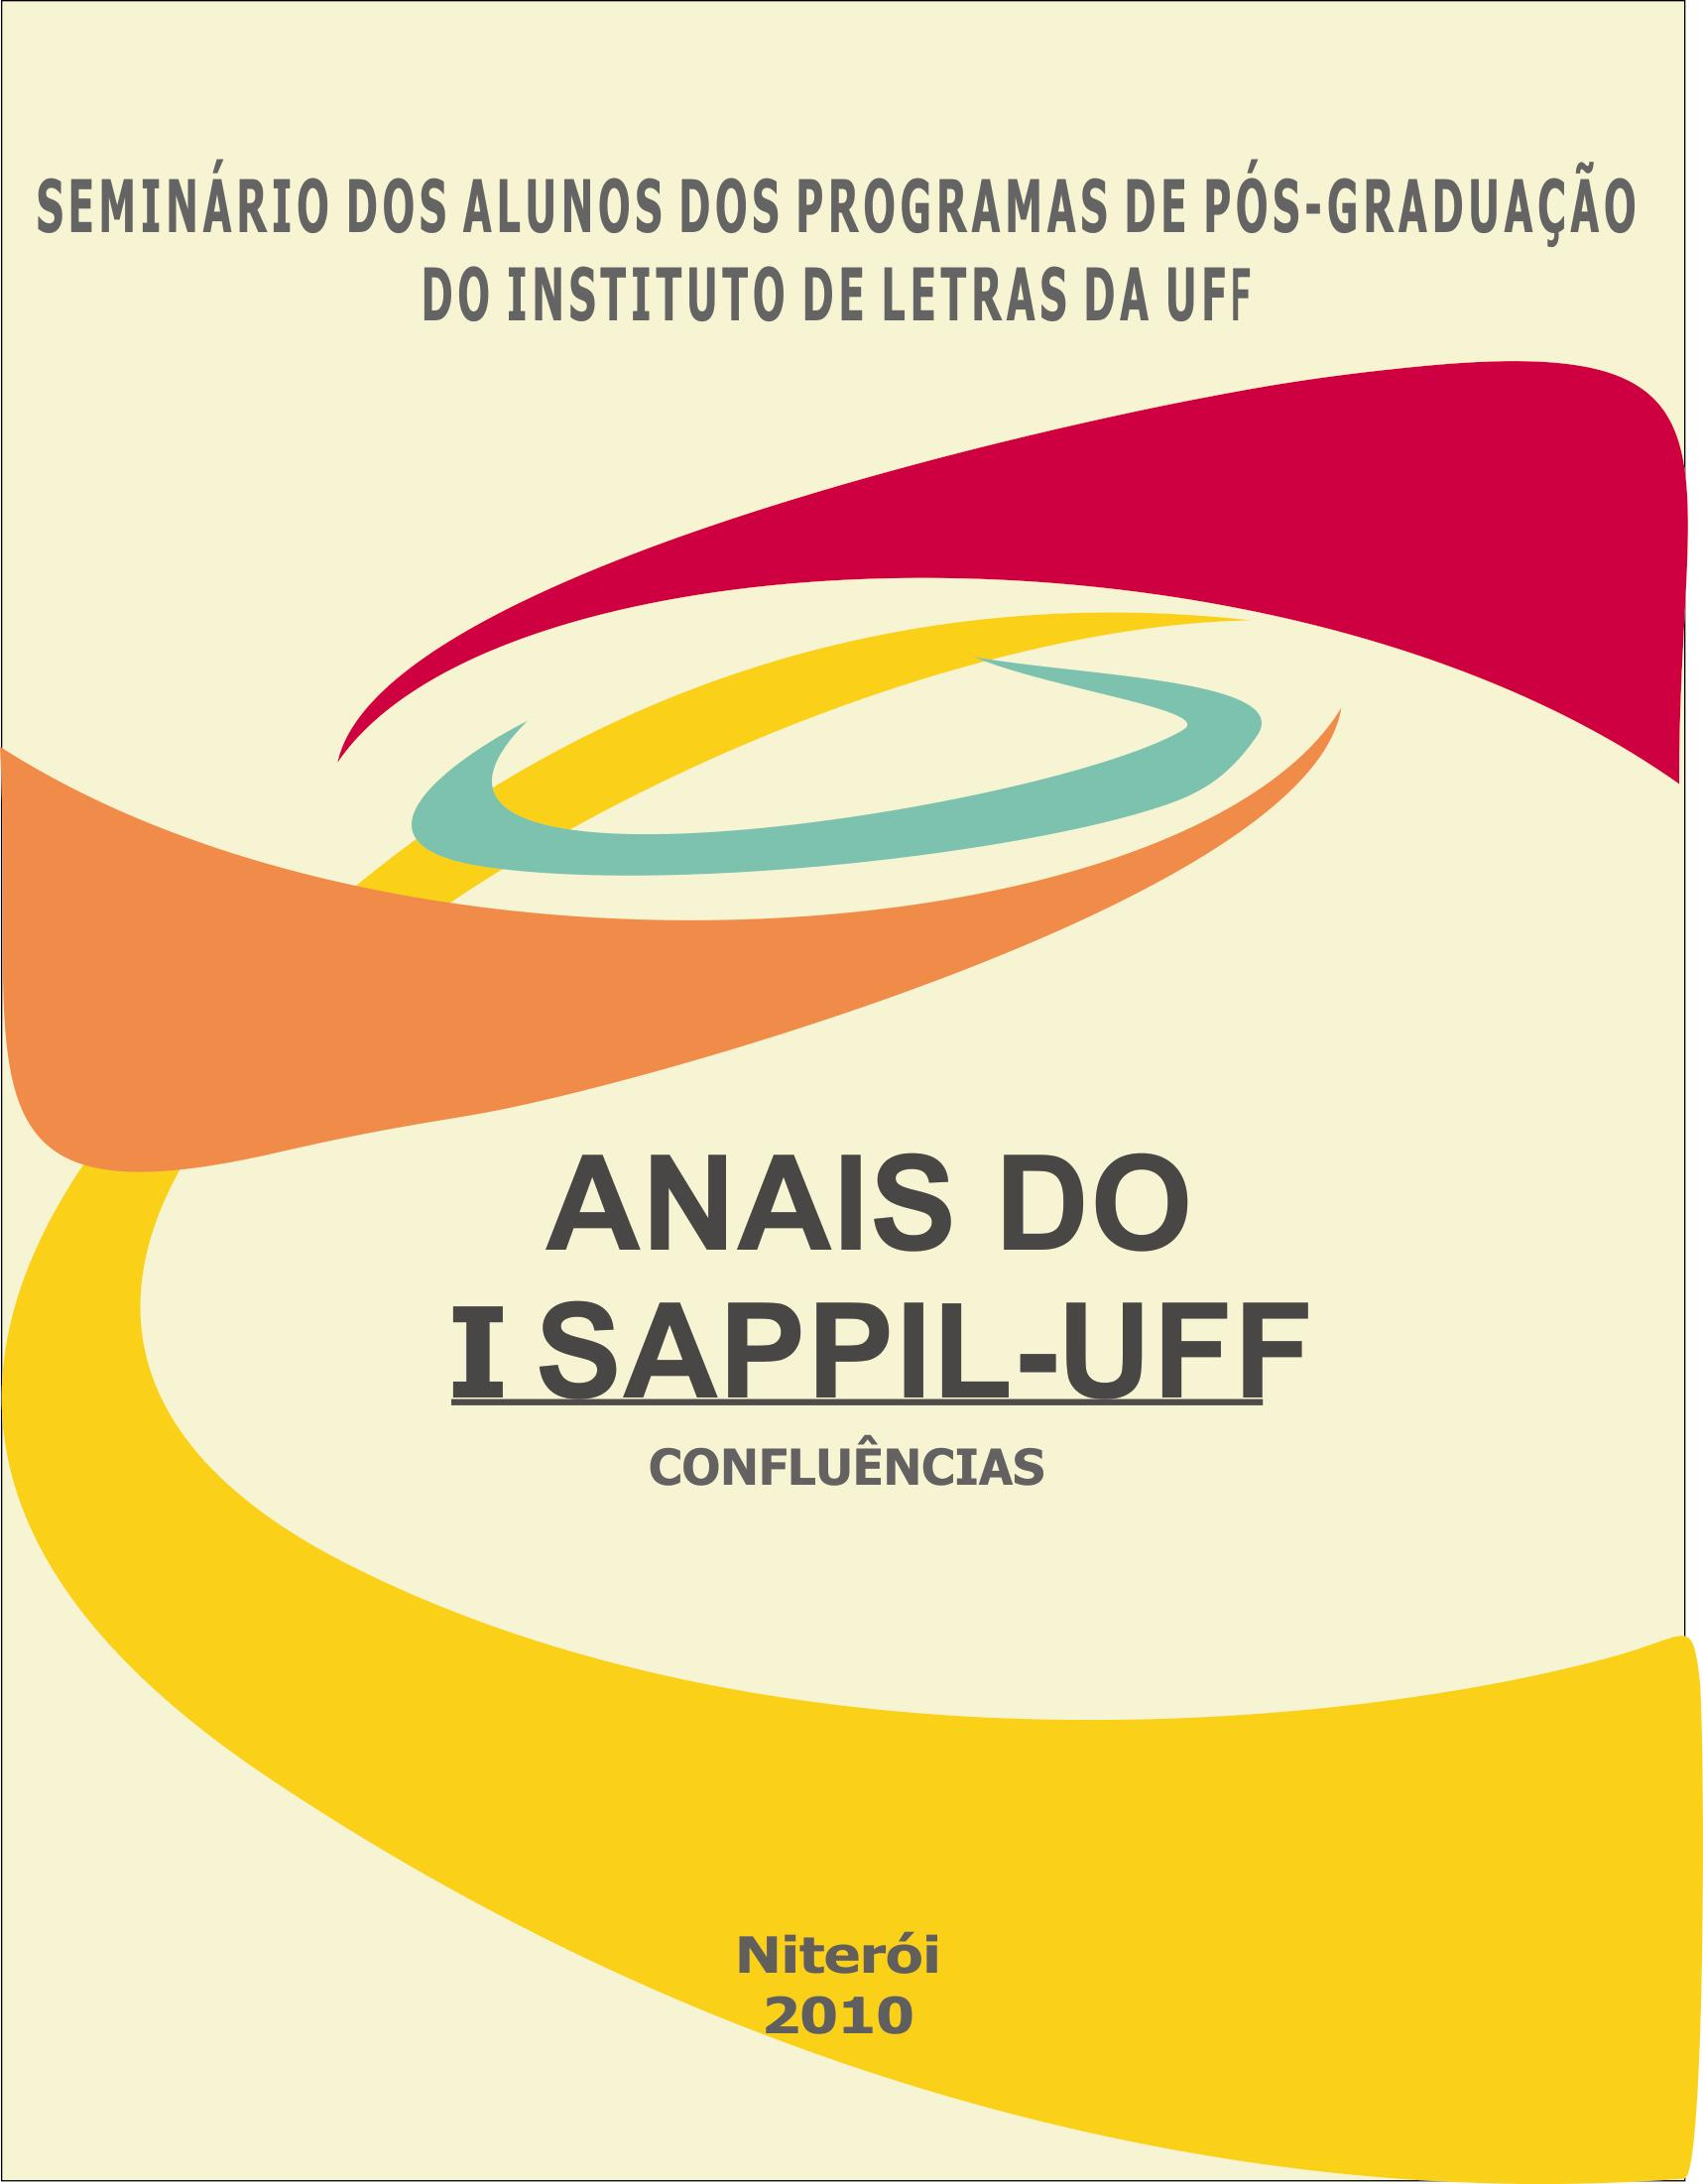 SEMINÁRIO DOS ALUNOS DOS PROGRAMAS DE PÓS-GRADUAÇÃO
DO INSTITUTO DE LETRAS DA UFF
ANAIS DO
I SAPPIL-UFF
CONFLUÊNCIAS
Niterói
2010